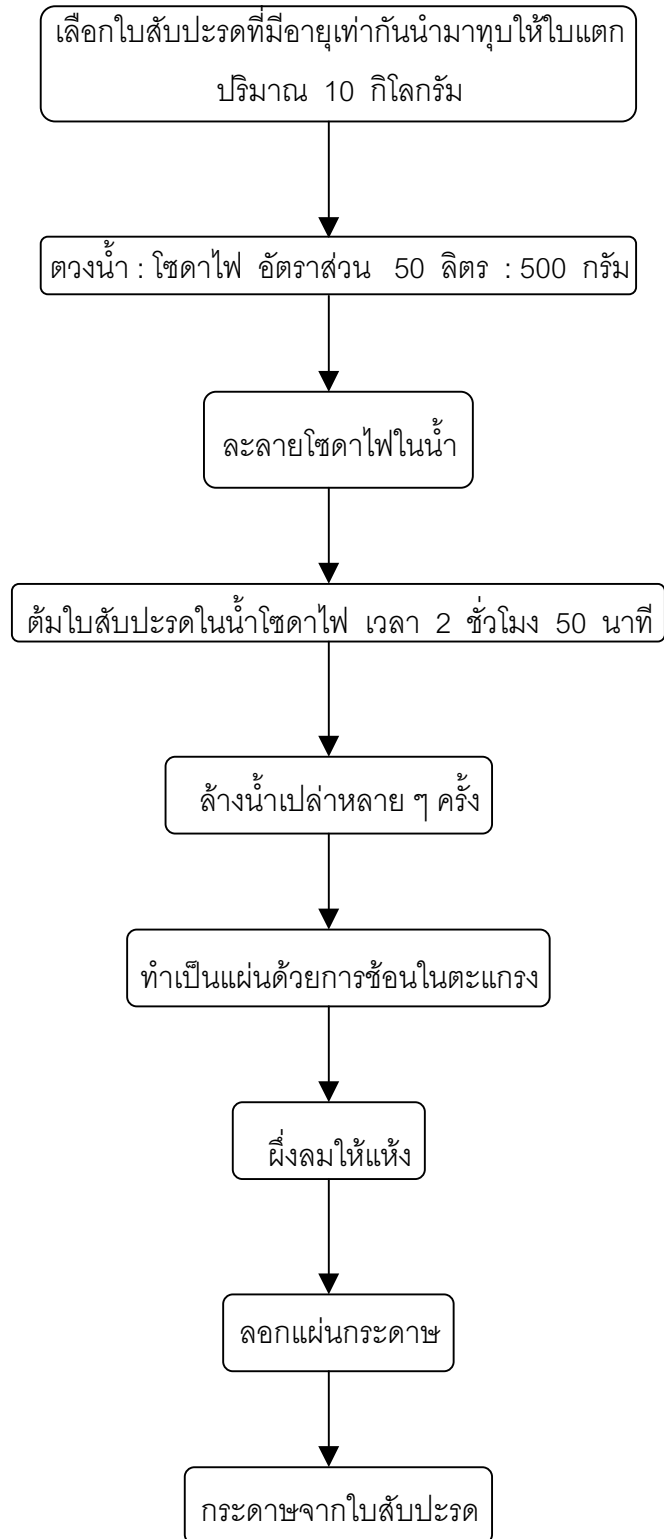 เลือกใบสับปะรดที่มีอายุเท่ากันนำมาทุบให้ใบแตก
ปริมาณ 10 กิโลกรัม
ตวงน้ำ : โซดาไฟ อัตราส่วน 50 ลิตร : 500 กรัม
ละลายโซดาไฟในน้ำ
ต้มใบสับปะรดในน้ำโซดาไฟ เวลา 2 ชั่วโมง 50 นาที
ล้างน้ำเปล่าหลาย ๆ ครั้ง
ทำเป็นแผ่นด้วยการช้อนในตะแกรง
ผึ่งลมให้แห้ง
ลอกแผ่นกระดาษ
กระดาษจากใบสับปะรด